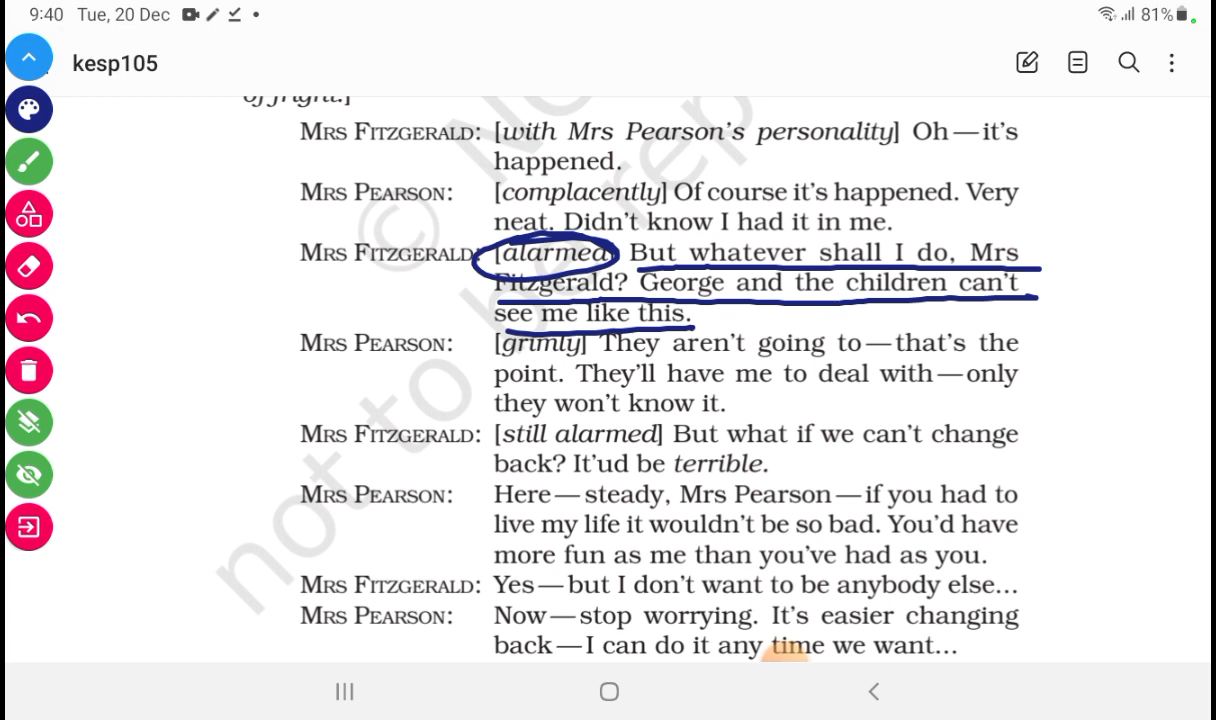 9:40 Tue, 20 Dec 81%
kesp105
of fright.]
MRS FITZGERALD: [with Mrs Pearson's personality] Oh—it's
happened.
MRS PEARSON: [complacently] Of course it's happened. Very
neat. Didn't know I had it in me.
MRS FITZGERALD: [alarmed] But whatever shall I do, Mrs
Fitzgerald? George and the children can't
see me like this.
MRS PEARSON: [grimly] They aren't going to—that's the
point. They'll have me to deal with—only
they won't know it.
MRS FITZGERALD: [still alarmed] But what if we can't change
back? It'ud be terrible.
MRS PEARSON: Here—steady, Mrs Pearson—if you had to
live my life it wouldn't be so bad. You'd have
more fun as me than you've had as you.
MRS FITZGERALD: Yes—but I don't want to be anybody else...
MRS PEARSON: Now—stop worrying. It's easier changing
back—I can do it any time we want...
© No
not to be rep